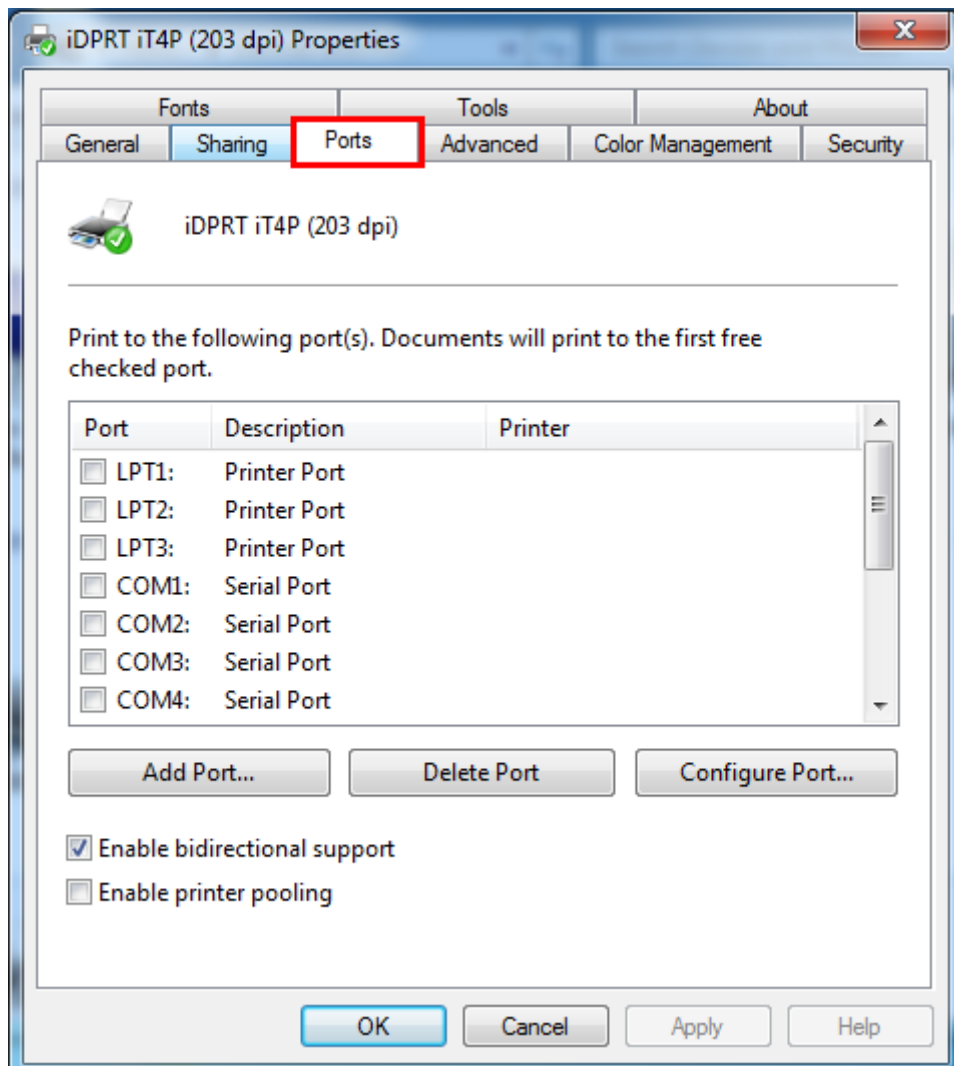 iDPRT iT4P (203 dpi) Properties
Fonts Tools About
General Sharing Ports Advanced Color Management Security
iDPRT iT4P (203 dpi)
Print to the following port(s). Documents will print to the first free
checked port.
Port Description Printer
LPT1: Printer Port
LPT2: Printer Port
LPT3: Printer Port
COM1: Serial Port
COM2: Serial Port
COM3: Serial Port
COM4: Serial Port
Add Port... Delete Port Configure Port...
Enable bidirectional support
Enable printer pooling
OK Cancel Apply Help